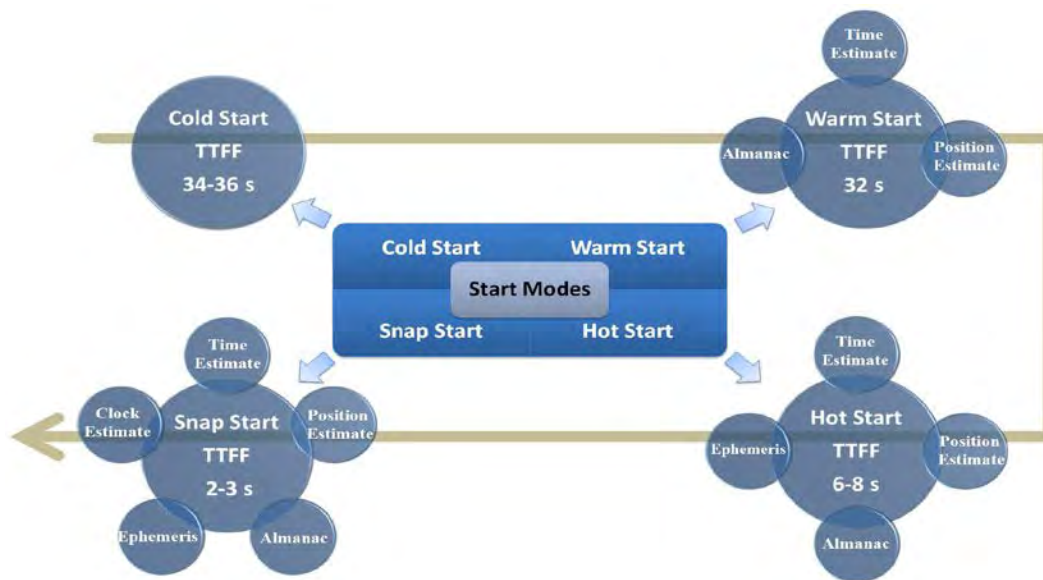 Cold Start
TTFF
34-36 s
Time
Estimate
Warm Start
TTFF
32 s
Almanac
Position
Estimate
Cold Start
Warm Start
Start Modes
Snap Start
Hot Start
Time
Estimate
Clock
Estimate
Snap Start
TTFF
2-3 s
Position
Estimate
Ephemeris
Almanac
Time
Estimate
Hot Start
TTFF
6-8 s
Ephemeris
Position
Estimate
Almanac